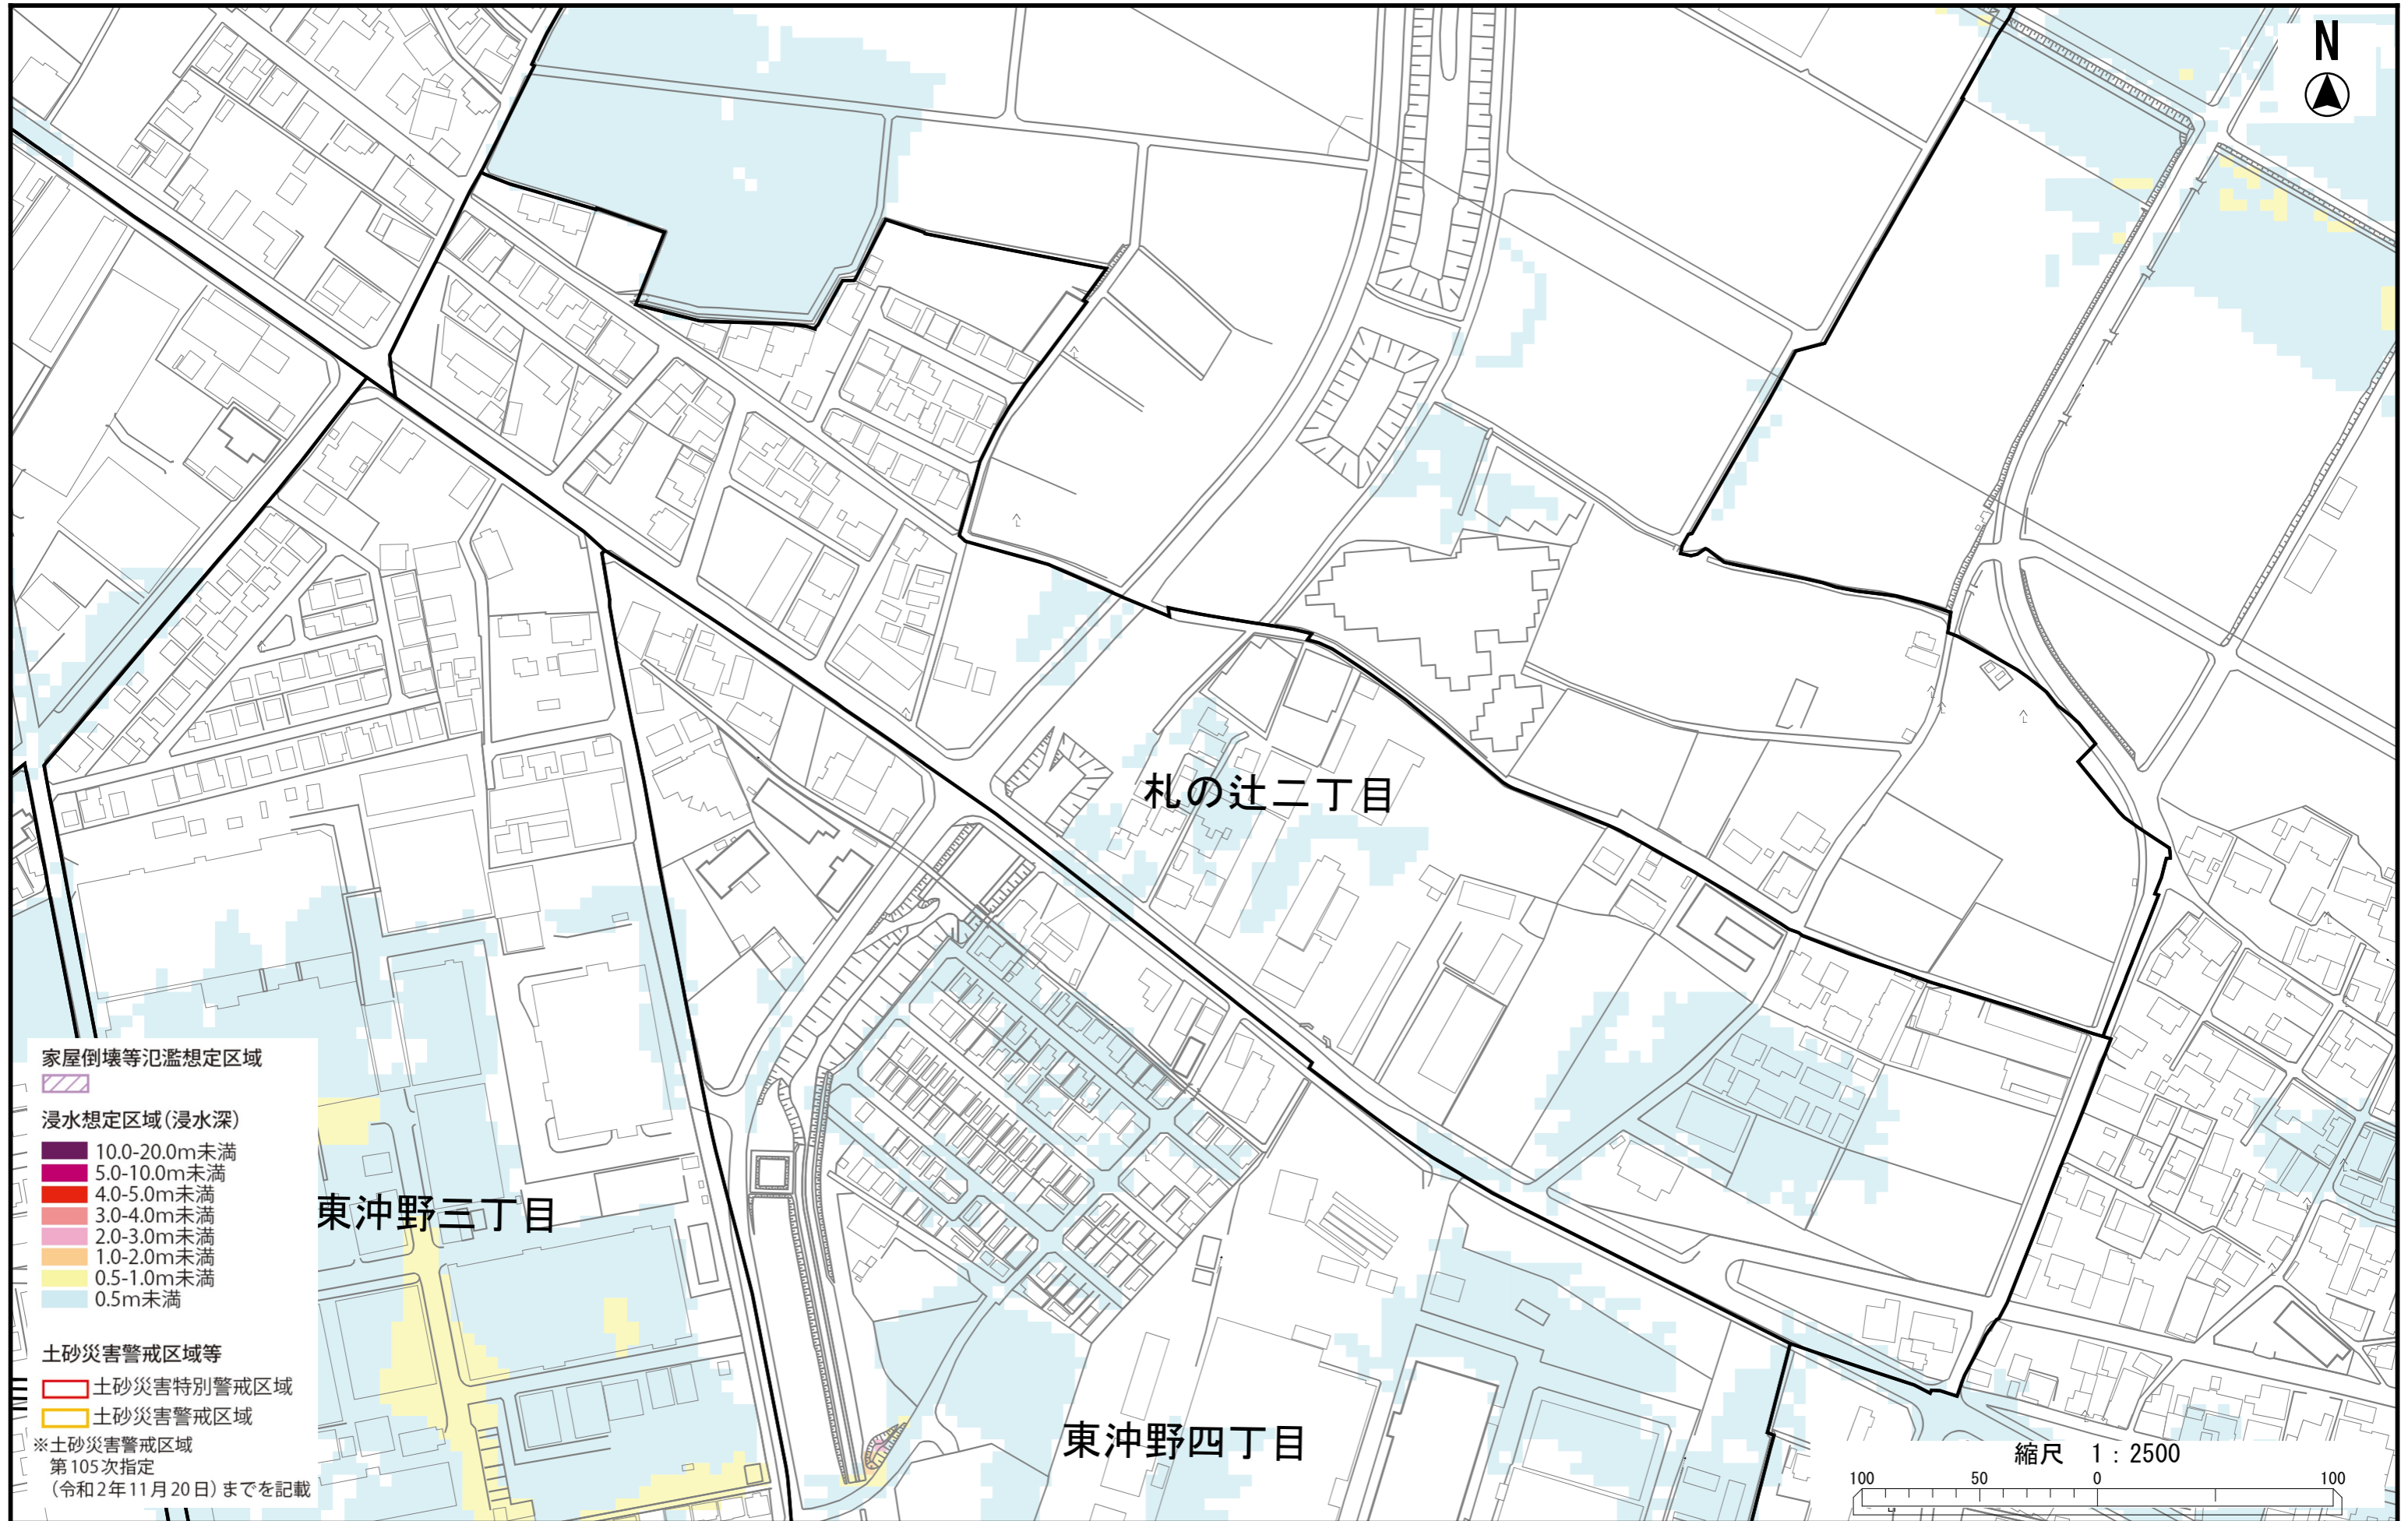 N
札の辻二丁目
家屋倒壊等氾濫想定区域
浸水想定区域(浸水深)
10.0-20.0m未満
5.0-10.0m未満
4.0-5.0m未満
3.0-4.0m未満
2.0-3.0m未満
1.0-2.0m未満
0.5-1.0m未満
0.5m未満
東沖野三丁目
土砂災害警戒区域等
土砂災害特別警戒区域
土砂災害警戒区域
※土砂災害警戒区域
第105次指定
(令和2年11月20日)までを記載
東沖野四丁目
縮尺 1:2500
100 50 0 100